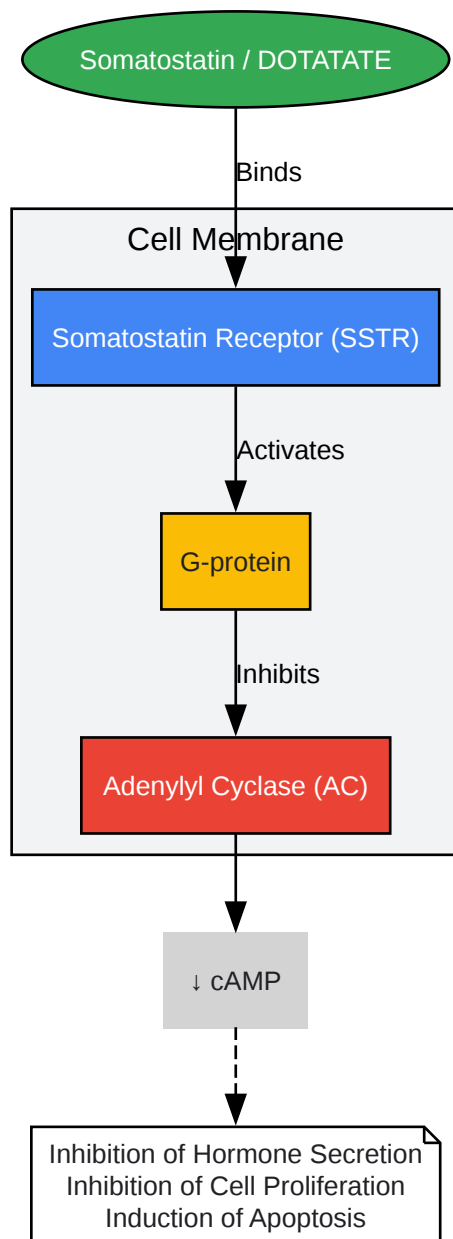 Somatostatin / DOTATATE
Binds
Cell Membrane
Somatostatin Receptor (SSTR)
Activates
G-protein
Inhibits
Adenylyl Cyclase (AC)
↓ cAMP
Inhibition of Hormone Secretion
Inhibition of Cell Proliferation
Induction of Apoptosis